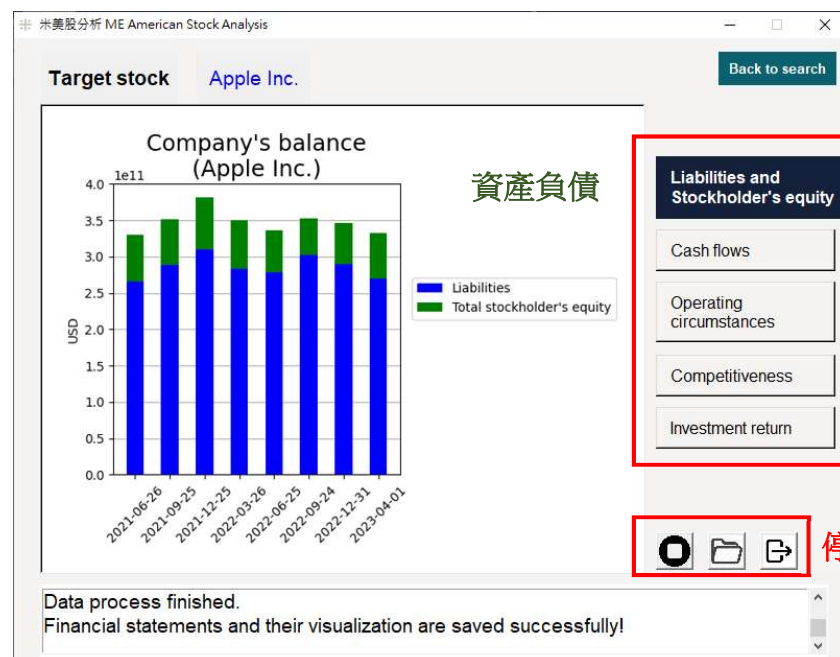 米美股分析 ME American Stock Analysis
Back to search
Target stock Apple Inc.
Company's balance
(Apple Inc.)
資產負債
1e11
4.0
3.5
3.0
2.5
2.0
1.5
1.0
0.5
0.0
USD
Liabilities
Total stockholder's equity
2021-06-26
2021-09-25
2021-12-25
2022-03-26
2022-06-25
2022-09-24
2022-12-31
2023-04-01
Liabilities and
Stockholder's equity
Cash flows
Operating
circumstances
Competitiveness
Investment return
Data process finished.
Financial statements and their visualization are saved successfully!